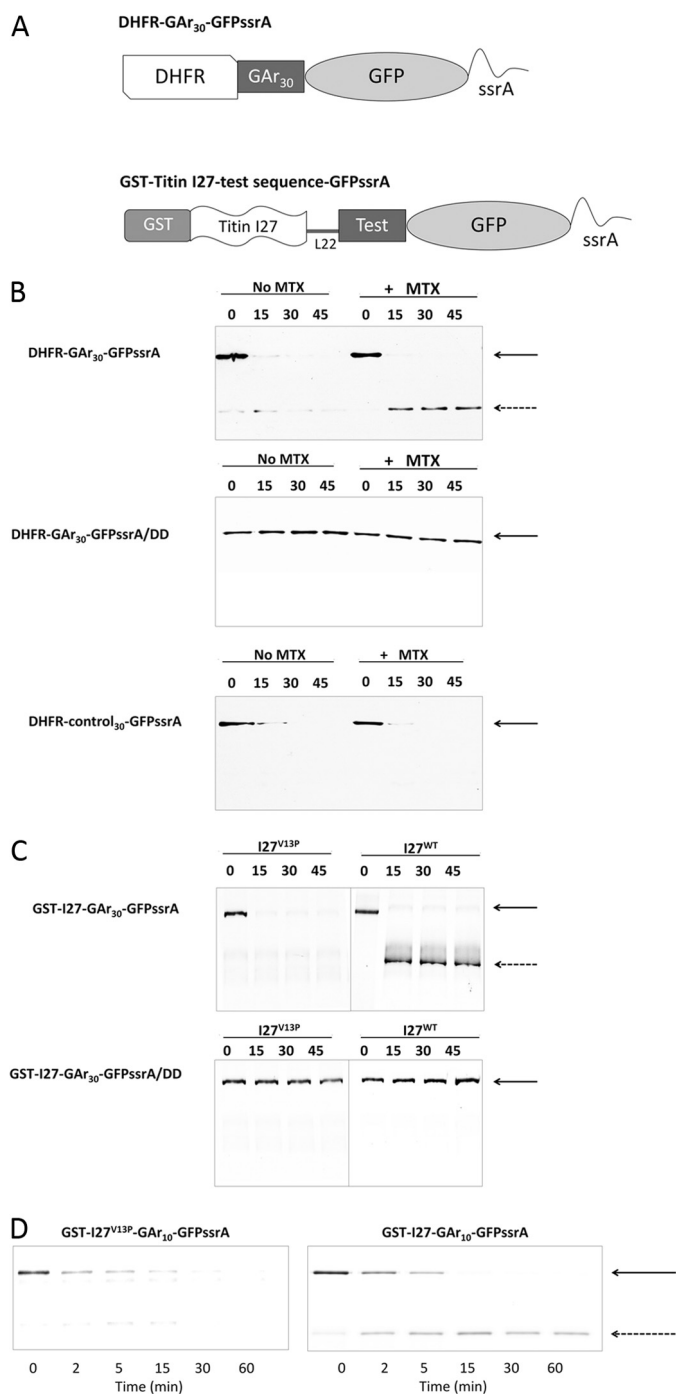 A
DHFR-GAr30-GFPssrA
DHFR GAr30 GFP ssrA
GST-Titin I27-test sequence-GFPssrA
GST Titin I27 L22 Test GFP ssrA
B
No MTX + MTX
0 15 30 45 0 15 30 45
DHFR-GAr30-GFPssrA
No MTX + MTX
0 15 30 45 0 15 30 45
DHFR-GAr30-GFPssrA/DD
No MTX + MTX
0 15 30 45 0 15 30 45
DHFR-control30-GFPssrA
C
I27V13P I27WT
0 15 30 45 0 15 30 45
GST-I27-GAr30-GFPssrA
I27V13P I27WT
0 15 30 45 0 15 30 45
GST-I27-GAr30-GFPssrA/DD
D
GST-I27V13P-GAr10-GFPssrA GST-I27-GAr10-GFPssrA
0 2 5 15 30 60 0 2 5 15 30 60
Time (min) Time (min)